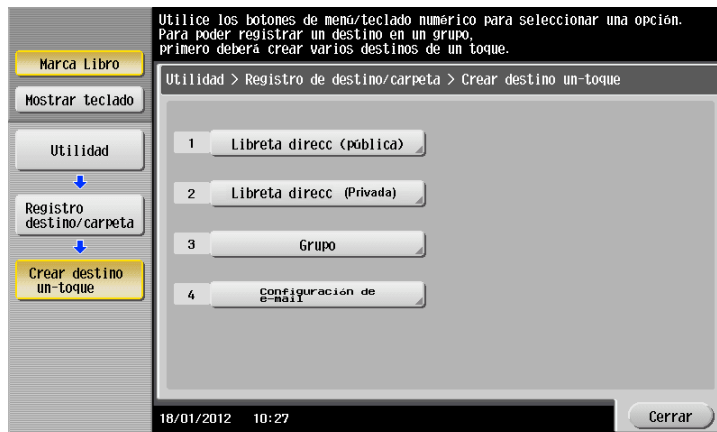 Utilice los botones de menú/teclado numérico para seleccionar una opción.
Para poder registrar un destino en un grupo,
primero deberá crear varios destinos de un toque.
Marca Libro
Mostrar teclado
Utilidad
Registro
destino/carpeta
Crear destino
un-toque
Utilidad > Registro de destino/carpeta > Crear destino un-toque
1 Libreta direcc (pública)
2 Libreta direcc (Privada)
3 Grupo
4 Configuración de
e-mail
18/01/2012 10:27
Cerrar